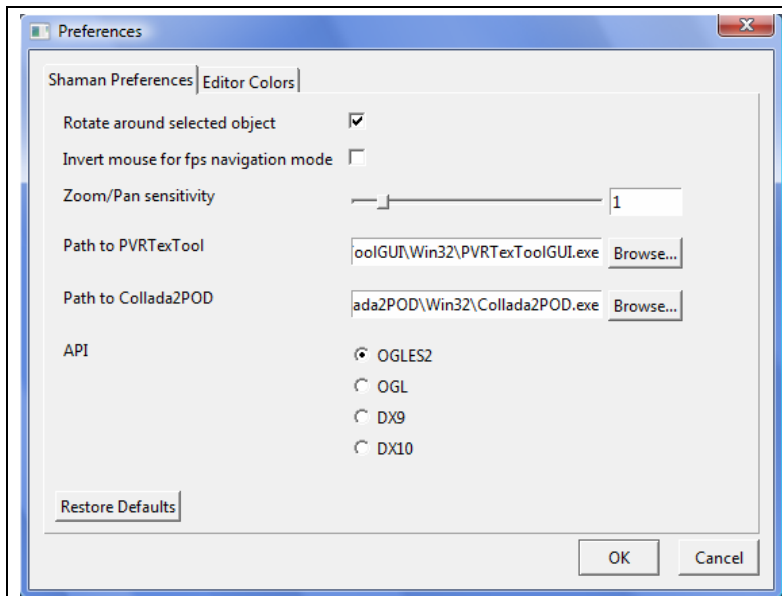 Preferences
Shaman Preferences Editor Colors
Rotate around selected object
Invert mouse for fps navigation mode
Zoom/Pan sensitivity 1
Path to PVRTexTool oolGUI\Win32\PVRTexToolGUI.exe Browse...
Path to Collada2POD ada2POD\Win32\Collada2POD.exe Browse...
API OGLES2
OGL
DX9
DX10
Restore Defaults
OK Cancel